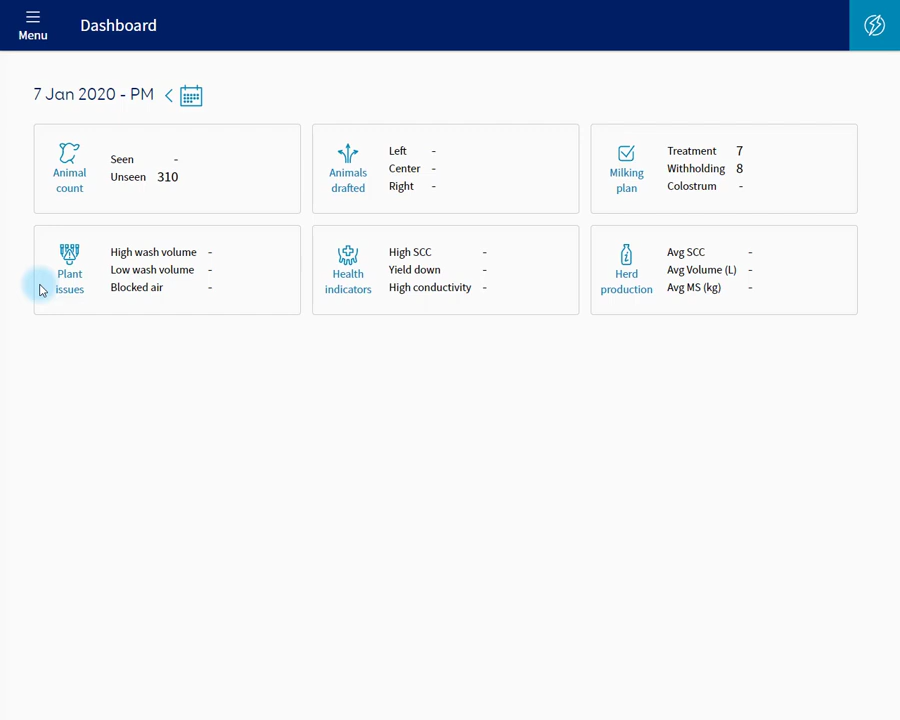 Menu
Dashboard
7 Jan 2020 - PM
Animal count
Seen -
Unseen 310
Animals drafted
Left -
Center -
Right -
Milking plan
Treatment 7
Withholding 8
Colostrum -
Plant issues
High wash volume -
Low wash volume -
Blocked air -
Health indicators
High SCC -
Yield down -
High conductivity -
Herd production
Avg SCC -
Avg Volume (L) -
Avg MS (kg) -